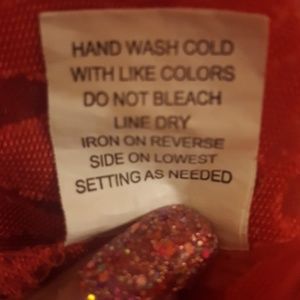 HAND WASH COLD
WITH LIKE COLORS
DO NOT BLEACH
LINE DRY
IRON ON REVERSE
SIDE ON LOWEST
SETTING AS NEEDED